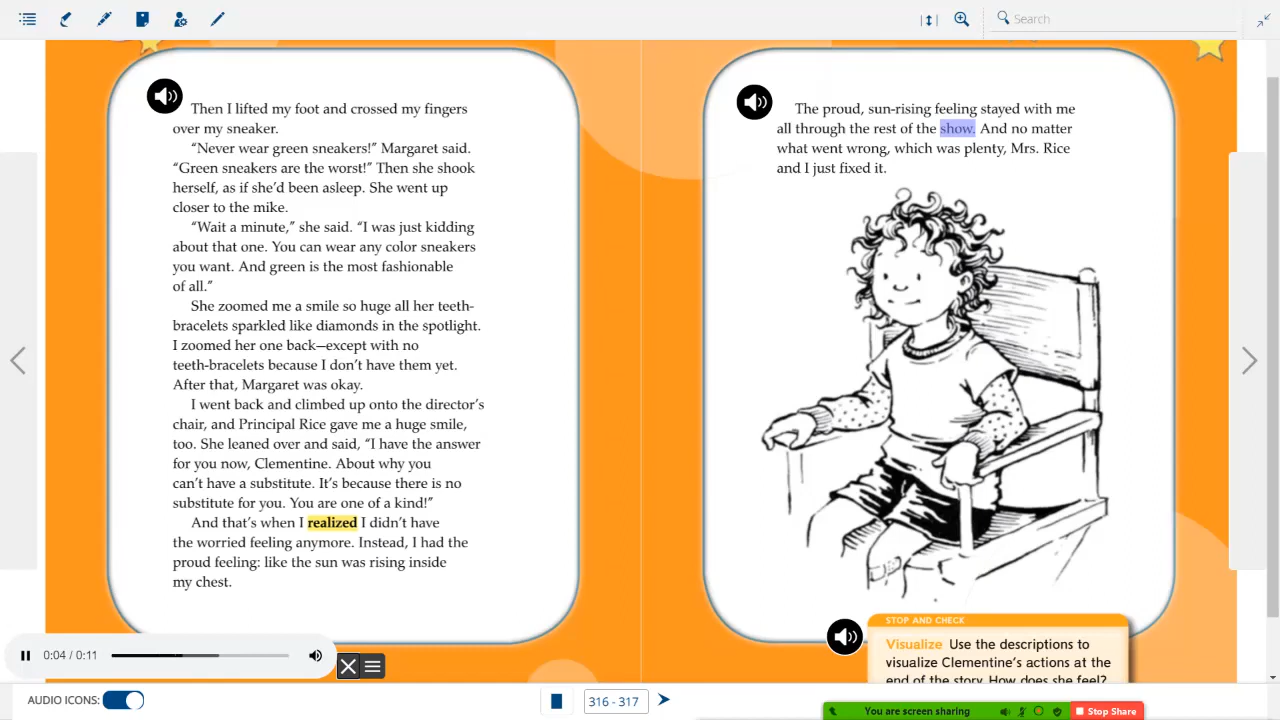 Search
Then I lifted my foot and crossed my fingers
over my sneaker.
“Never wear green sneakers!” Margaret said.
“Green sneakers are the worst!” Then she shook
herself, as if she’d been asleep. She went up
closer to the mike.
“Wait a minute,” she said. “I was just kidding
about that one. You can wear any color sneakers
you want. And green is the most fashionable
of all.”
She zoomed me a smile so huge all her teeth-
bracelets sparkled like diamonds in the spotlight.
I zoomed her one back—except with no
teeth-bracelets because I don’t have them yet.
After that, Margaret was okay.
I went back and climbed up onto the director’s
chair, and Principal Rice gave me a huge smile,
too. She leaned over and said, “I have the answer
for you now, Clementine. About why you
can’t have a substitute. It’s because there is no
substitute for you. You are one of a kind!”
And that’s when I realized I didn’t have
the worried feeling anymore. Instead, I had the
proud feeling: like the sun was rising inside
my chest.
The proud, sun-rising feeling stayed with me
all through the rest of the show. And no matter
what went wrong, which was plenty, Mrs. Rice
and I just fixed it.
STOP AND CHECK
Visualize Use the descriptions to
visualize Clementine’s actions at the
end of the story. How does she feel?
0:04 / 0:11
AUDIO ICONS:
316 - 317
You are screen sharing
Stop Share